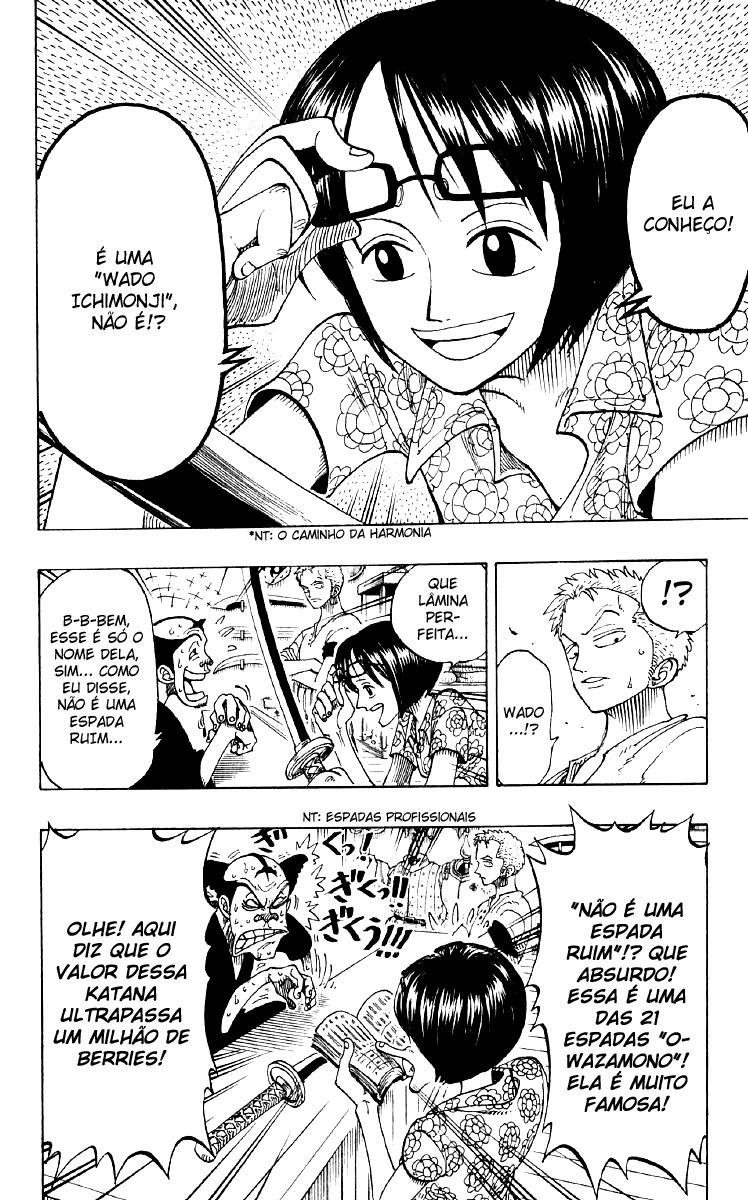 EU A
CONHEÇO!
É UMA
"WADO
ICHIMONJI",
NÃO É!?
*NT: O CAMINHO DA HARMONIA
!?
WADO
...!?
QUE
LÂMINA
PER-
FEITA...
B-B-BEM,
ESSE É SÓ O
NOME DELA,
SIM... COMO
EU DISSE,
NÃO É UMA
ESPADA
RUIM...
NT: ESPADAS PROFISSIONAIS
"NÃO É UMA
ESPADA
RUIM"!? QUE
ABSURDO!
ESSA É UMA
DAS 21
ESPADAS "O-
WAZAMONO"!
ELA É MUITO
FAMOSA!
ぎくっ!
ぎくっ!!
ぎくぅ!!!
OLHE! AQUI
DIZ QUE O
VALOR DESSA
KATANA
ULTRAPASSA
UM MILHÃO DE
BERRIES!